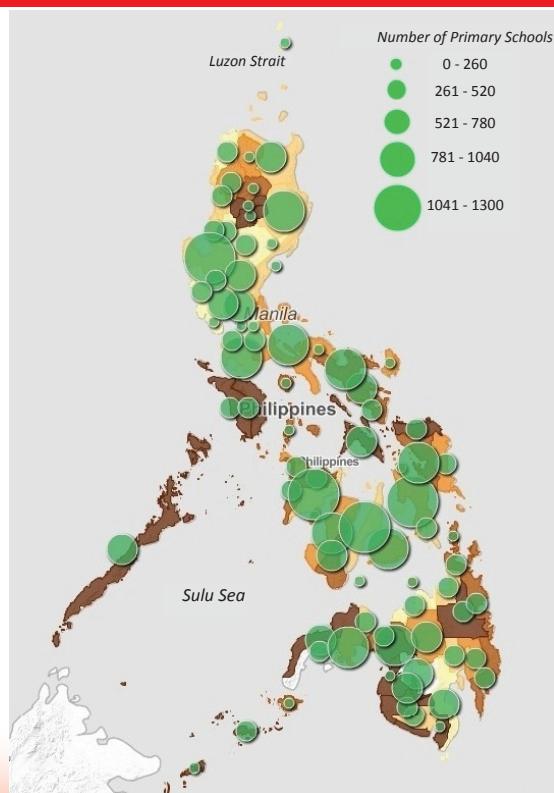 Number of Primary Schools
Luzon Strait
0 - 260
261 - 520
521 - 780
781 - 1040
1041 - 1300
Manila
Philippines
Philippines
Sulu Sea